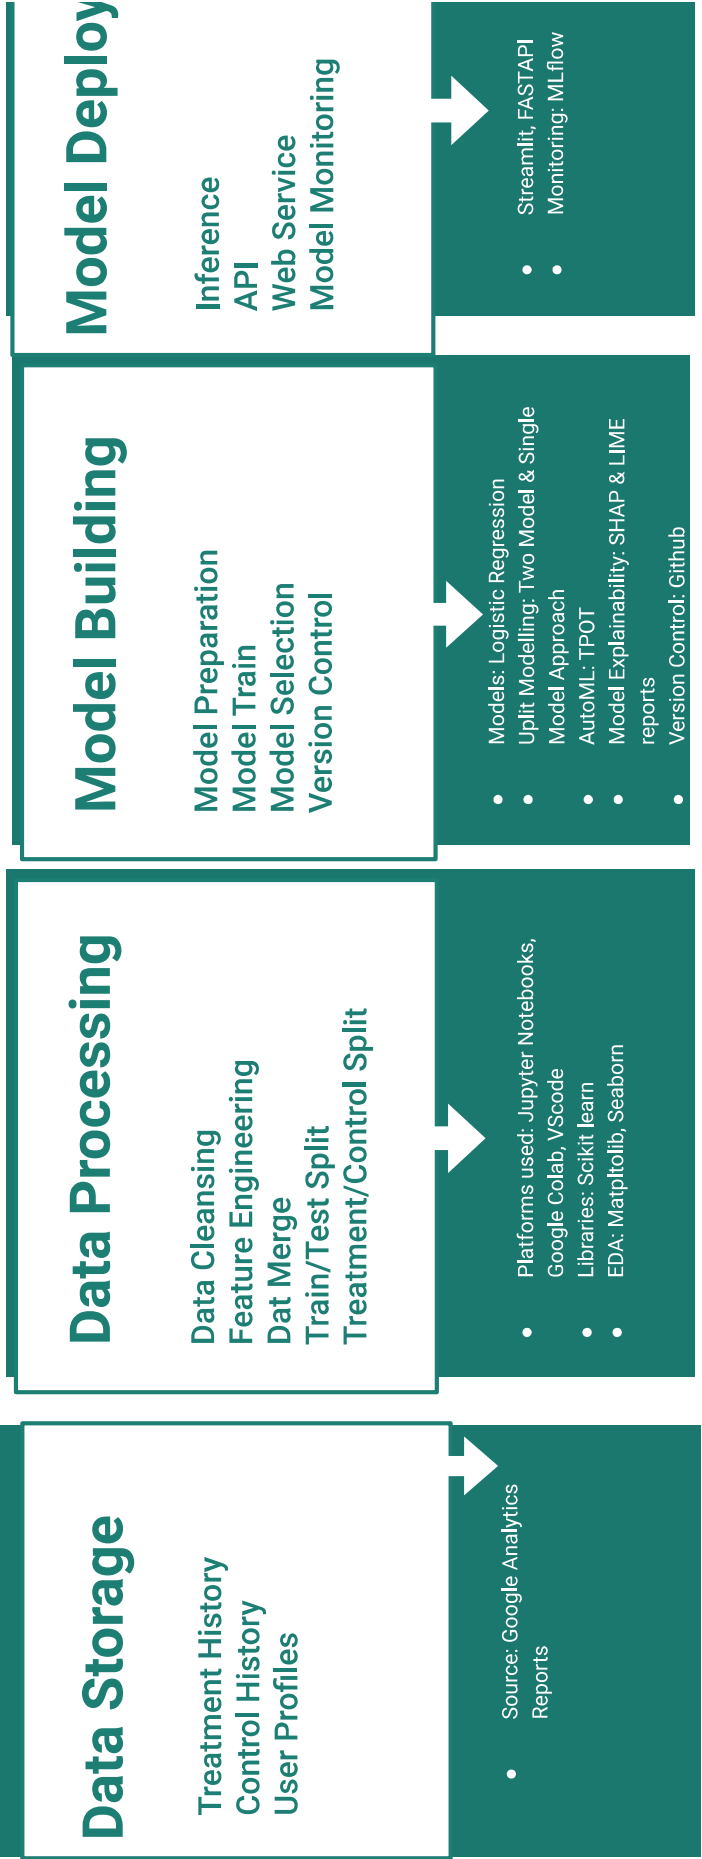 Data Storage
Treatment History
Control History
User Profiles
• Source: Google Analytics
Reports
Data Processing
Data Cleansing
Feature Engineering
Dat Merge
Train/Test Split
Treatment/Control Split
• Platforms used: Jupyter Notebooks,
Google Colab, VScode
• Libraries: Scikit learn
• EDA: Matpltolib, Seaborn
Model Building
Model Preparation
Model Train
Model Selection
Version Control
• Models: Logistic Regression
• Uplit Modelling: Two Model & Single
Model Approach
• AutoML: TPOT
• Model Explainability: SHAP & LIME
reports
• Version Control: Github
Model Deploy
Inference
API
Web Service
Model Monitoring
• Streamlit, FASTAPI
• Monitoring: MLflow